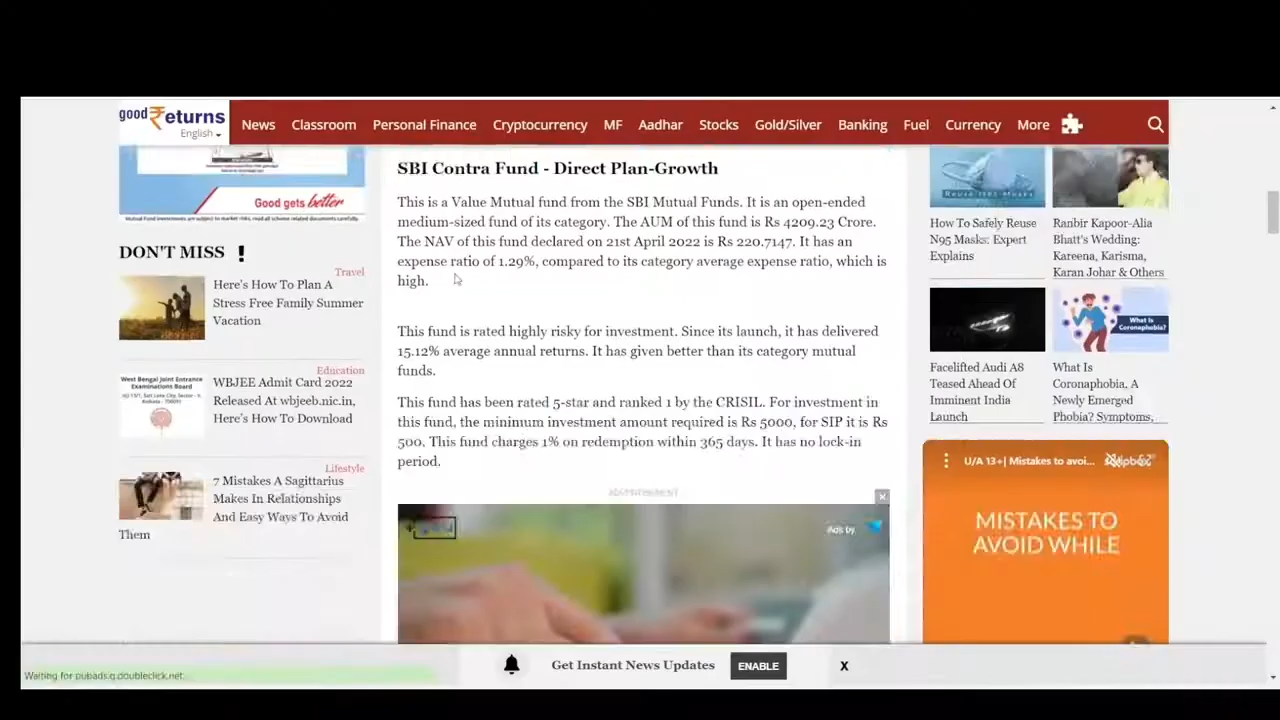 good ₹eturns
English
News Classroom Personal Finance Cryptocurrency MF Aadhar Stocks Gold/Silver Banking Fuel Currency More
Good gets better
DON'T MISS !
Travel
Here's How To Plan A
Stress Free Family Summer
Vacation
Education
West Bengal Joint Entrance
Examinations Board
WBJEE Admit Card 2022
Released At wbjeeb.nic.in,
Here's How To Download
Lifestyle
7 Mistakes A Sagittarius
Makes In Relationships
And Easy Ways To Avoid
Them
SBI Contra Fund - Direct Plan-Growth
This is a Value Mutual fund from the SBI Mutual Funds. It is an open-ended
medium-sized fund of its category. The AUM of this fund is Rs 4209.23 Crore.
The NAV of this fund declared on 21st April 2022 is Rs 220.7147. It has an
expense ratio of 1.29%, compared to its category average expense ratio, which is
high.
This fund is rated highly risky for investment. Since its launch, it has delivered
15.12% average annual returns. It has given better than its category mutual
funds.
This fund has been rated 5-star and ranked 1 by the CRISIL. For investment in
this fund, the minimum investment amount required is Rs 5000, for SIP it is Rs
500. This fund charges 1% on redemption within 365 days. It has no lock-in
period.
ADVERTISEMENT
Ads by
Reuse N95 Masks
How To Safely Reuse
N95 Masks: Expert
Explains
Ranbir Kapoor-Alia
Bhatt's Wedding:
Kareena, Karisma,
Karan Johar & Others
Facelifted Audi A8
Teased Ahead Of
Imminent India
Launch
What Is
Coronaphobia?
What Is
Coronaphobia, A
Newly Emerged
Phobia? Symptoms,
U/A 13+| Mistakes to avoi...
MISTAKES TO
AVOID WHILE
Get Instant News Updates ENABLE X
Waiting for pubads.g.doubleclick.net...